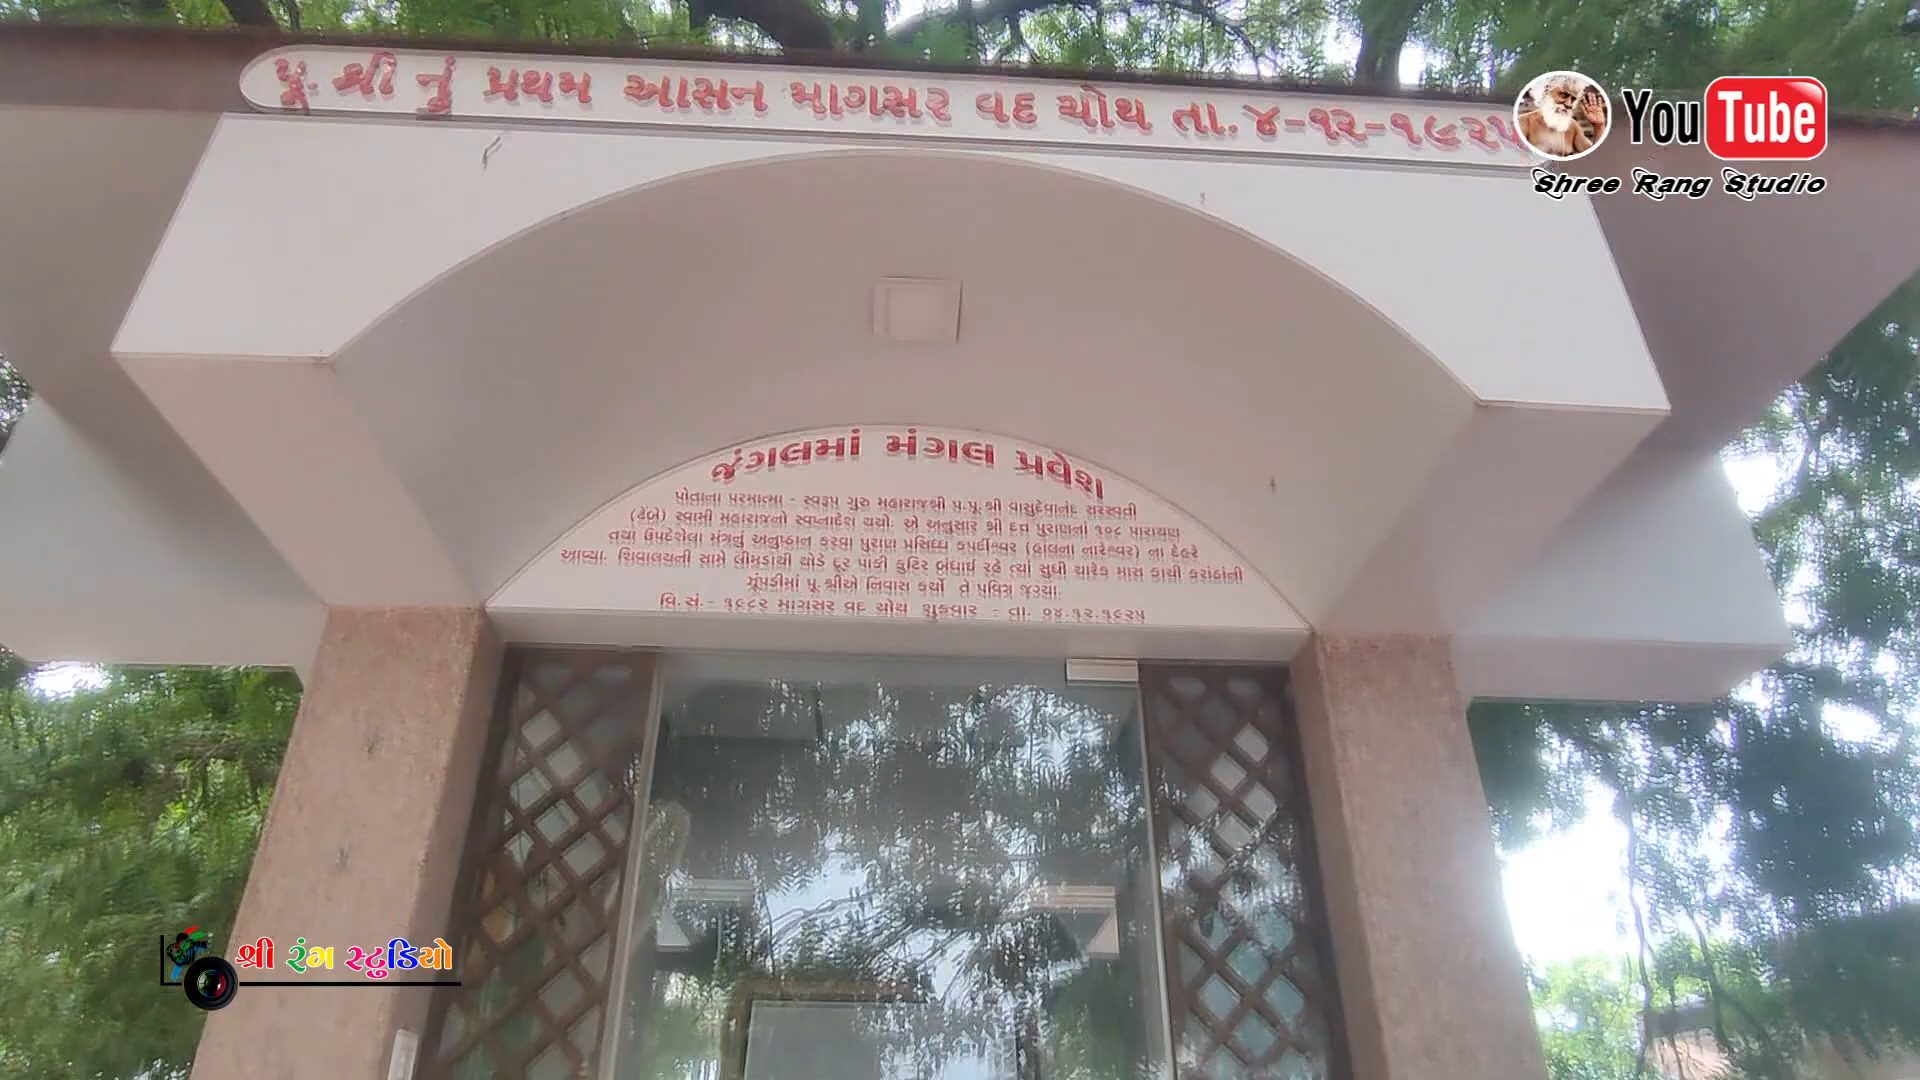 પૂ. શ્રી નું પ્રથમ આસન માગસર વદ ચોથ તા. ૪-૧૨-૧૯૨૫
YouTube
Shree Rang Studio
જંગલમાં મંગલ પ્રવેશ
પોતાના પરમાત્મા - સ્વરૂપ ગુરુ મહારાજશ્રી પ.પૂ.શ્રી વાસુદેવાનંદ સરસ્વતી
(ટેંબે) સ્વામી મહારાજનો સ્વપ્નાદેશ થયો: એ અનુસાર શ્રી દત્ત પુરાણનાં ૧૦૮ પારાયણ
તથા ઉપદેશેલા મંત્રનું અનુષ્ઠાન કરવા પુરાણ પ્રસિધ્ધ કપર્દીશ્વર (હાલના નારેશ્વર) ના દેહરે
આવ્યા. શિવાલયની સામે લીમડાથી થોડે દૂર પાકી કુટિર બંધાઈ રહે ત્યાં સુધી ચારેક માસ કાચી કરાંઠાંની
ઝૂંપડીમાં પૂ.શ્રીએ નિવાસ કર્યો તે પવિત્ર જગ્યા.
વિ.સં.- ૧૯૮૨ માગસર વદ ચોથ શુક્રવાર - તા. ૦૪.૧૨.૧૯૨૫
શ્રી રંગ સ્ટુડિયો